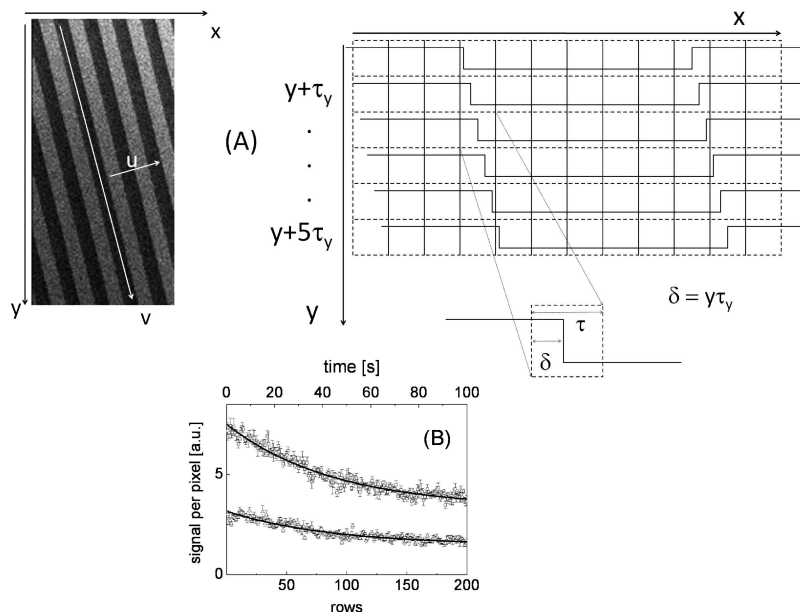 x
u
y
v
(A)
x
y+τy
.
.
.
y+5τy
y
δ = yτy
τ
δ
time [s]
0 20 40 60 80 100
(B)
signal per pixel [a.u.]
5
0
50 100 150 200
rows